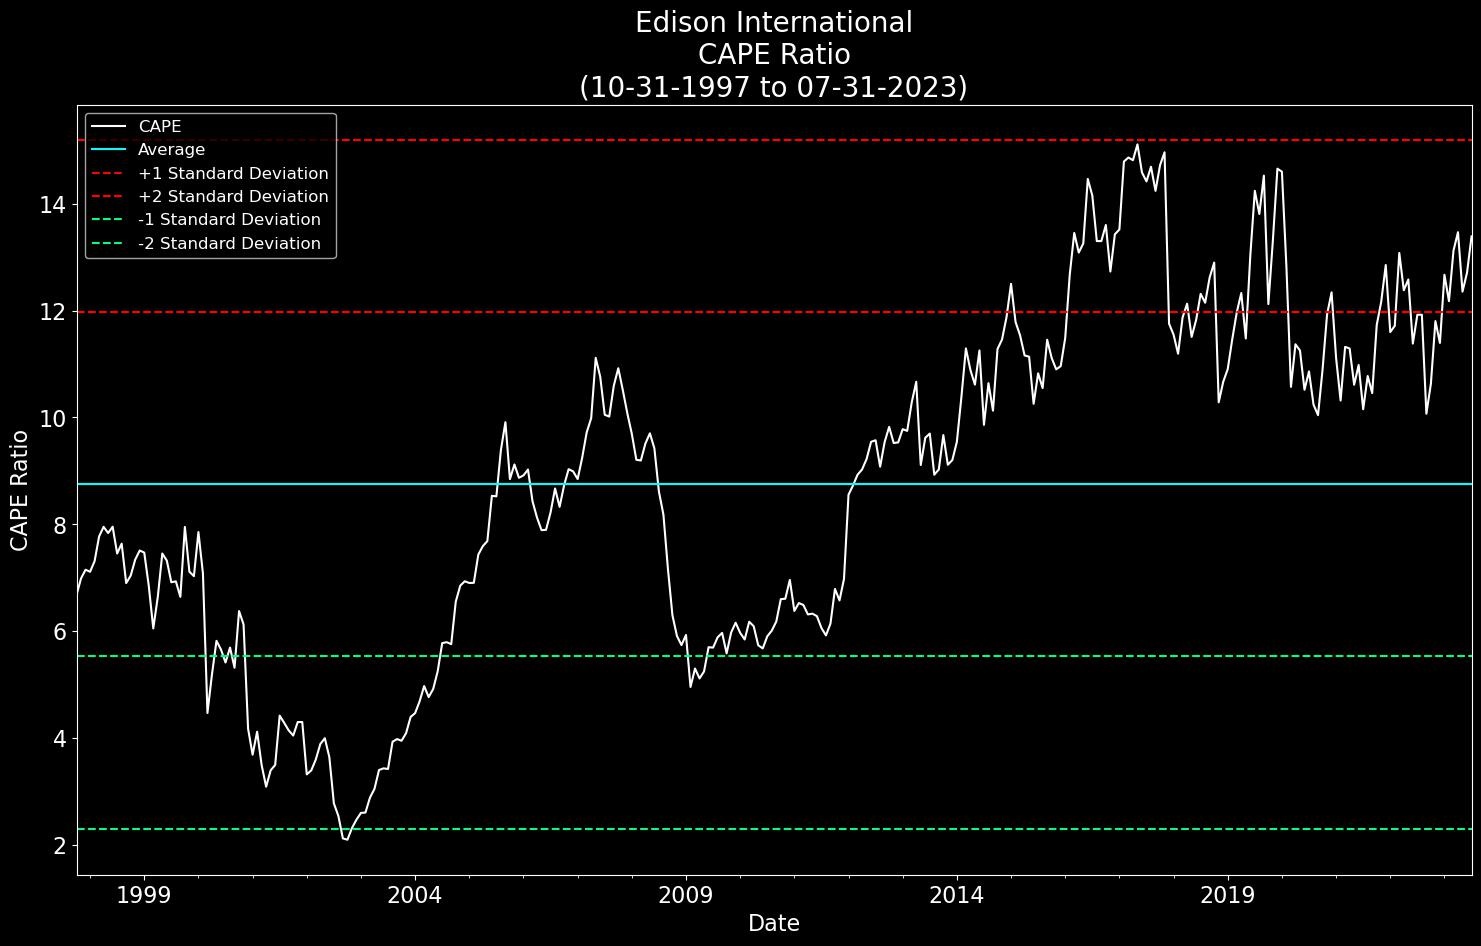 Edison International
CAPE Ratio
(10-31-1997 to 07-31-2023)
CAPE
Average
+1 Standard Deviation
+2 Standard Deviation
-1 Standard Deviation
-2 Standard Deviation
14
12
10
8
6
4
2
CAPE Ratio
1999
2004
2009
2014
2019
Date